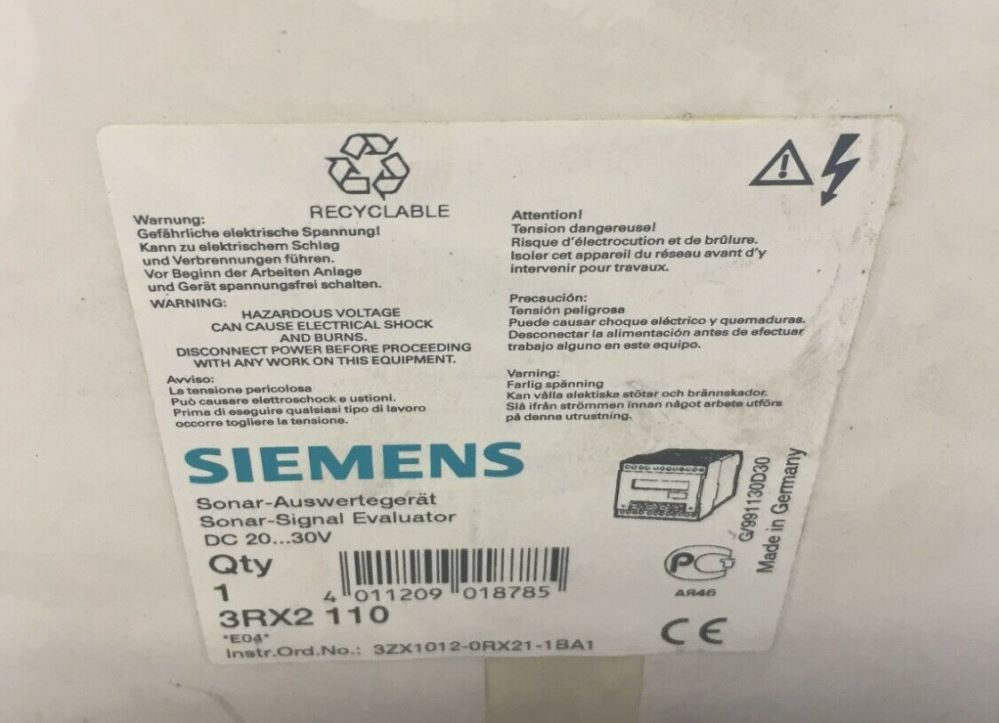 RECYCLABLE
Warnung:
Gefährliche elektrische Spannung!
Kann zu elektrischem Schlag
und Verbrennungen führen.
Vor Beginn der Arbeiten Anlage
und Gerät spannungsfrei schalten.
WARNING:
HAZARDOUS VOLTAGE
CAN CAUSE ELECTRICAL SHOCK
AND BURNS.
DISCONNECT POWER BEFORE PROCEEDING
WITH ANY WORK ON THIS EQUIPMENT.
Avviso:
La tensione pericolosa
Può causare elettroschock e ustioni.
Prima di eseguire qualsiasi tipo di lavoro
occorre togliere la tensione.
Attention!
Tension dangereuse!
Risque d'électrocution et de brûlure.
Isoler cet appareil du réseau avant d'y
intervenir pour travaux.
Precaución:
Tensión peligrosa
Puede causar choque eléctrico y quemaduras.
Desconectar la alimentación antes de efectuar
trabajo alguno en este equipo.
Varning:
Farlig spänning
Kan vålla elektiska stötar och brännskador.
Slå ifrån strömmen innan något arbete utförs
på denna utrustning.
SIEMENS
Sonar-Auswertegerät
Sonar-Signal Evaluator
DC 20...30V
Qty
1
4 011209 018785
3RX2 110
*E04*
Instr.Ord.No.: 3ZX1012-0RX21-1BA1
G/991130D30
Made in Germany
РС
АЯ46
CE